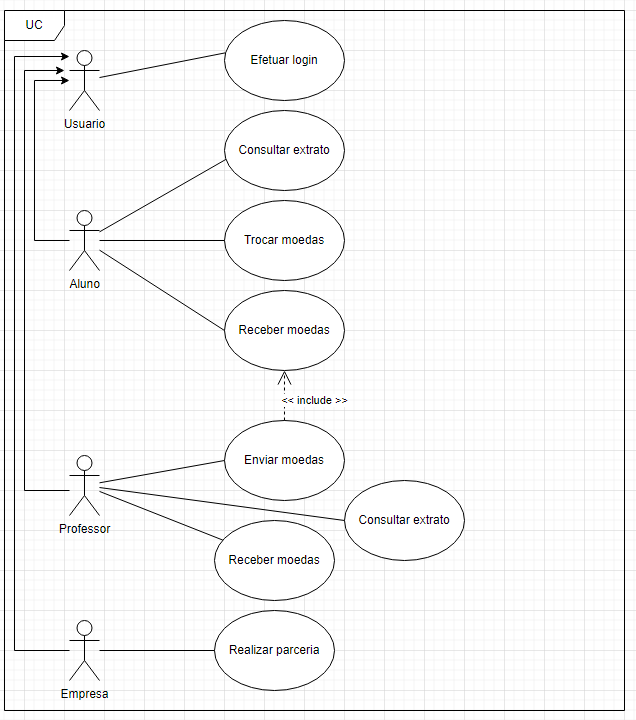 UC
Efetuar login
Usuario
Consultar extrato
Trocar moedas
Aluno
Receber moedas
<< include >>
Enviar moedas
Professor
Consultar extrato
Receber moedas
Realizar parceria
Empresa